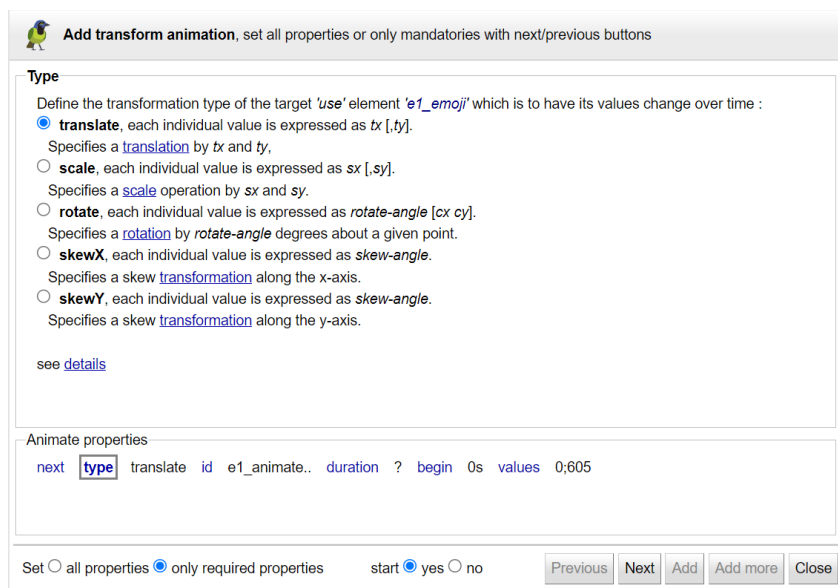 Add transform animation, set all properties or only mandatories with next/previous buttons
Type
Define the transformation type of the target 'use' element 'e1_emoji' which is to have its values change over time :
translate, each individual value is expressed as tx [,ty].
Specifies a translation by tx and ty,
scale, each individual value is expressed as sx [,sy].
Specifies a scale operation by sx and sy.
rotate, each individual value is expressed as rotate-angle [cx cy].
Specifies a rotation by rotate-angle degrees about a given point.
skewX, each individual value is expressed as skew-angle.
Specifies a skew transformation along the x-axis.
skewY, each individual value is expressed as skew-angle.
Specifies a skew transformation along the y-axis.
see details
Animate properties
next type translate id e1_animate.. duration ? begin 0s values 0;605
Set all properties only required properties start yes no Previous Next Add Add more Close